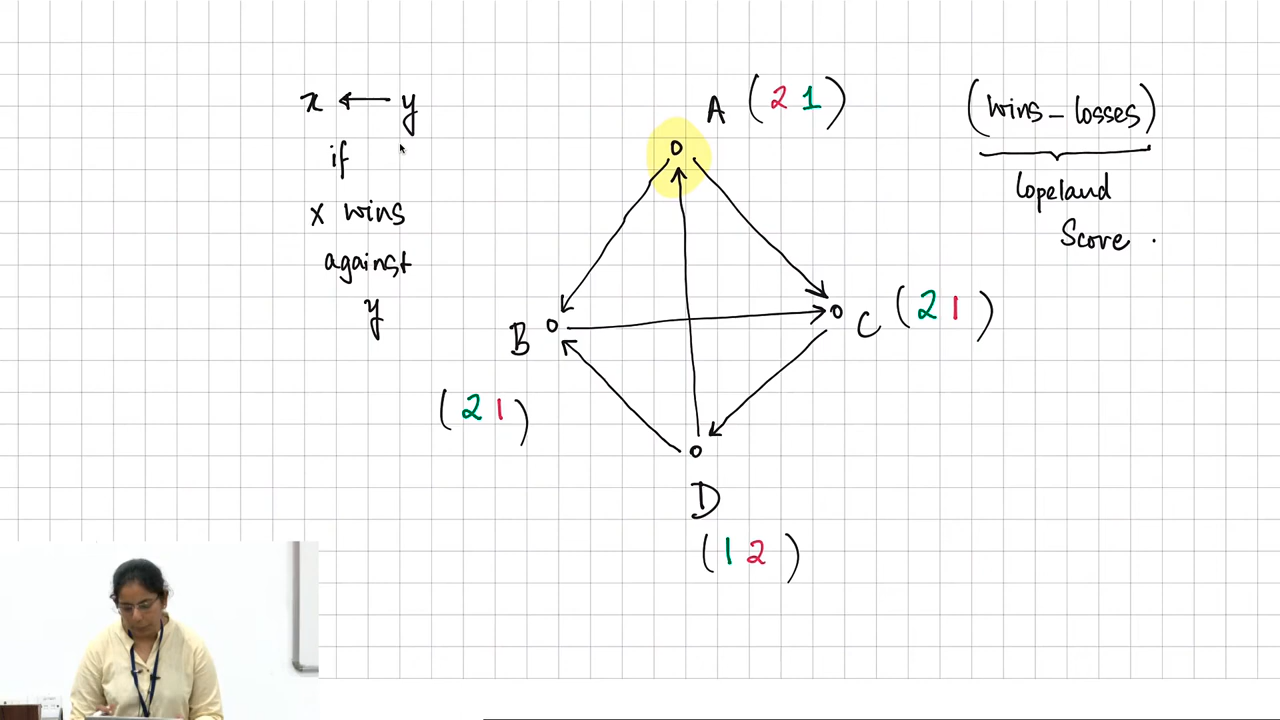 x ← y
if
x wins
against
y
A (2 1)
(wins - losses)
Copeland
Score.
B
(2 1)
C (2 1)
D
(1 2)